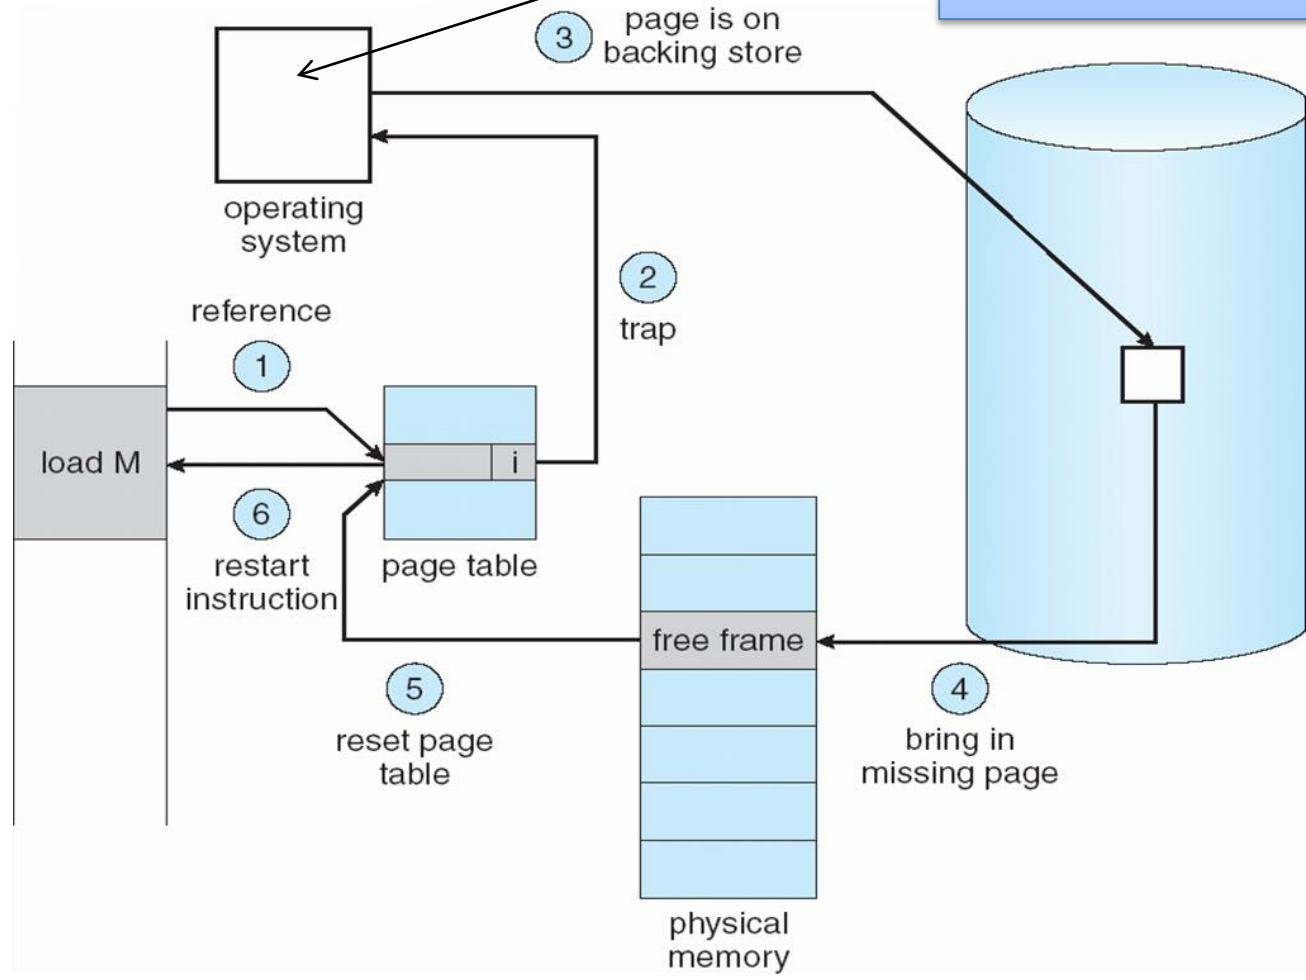 3
page is on
backing store
operating
system
2
trap
reference
1
load M
i
6
restart
instruction
page table
free frame
5
reset page
table
4
bring in
missing page
physical
memory